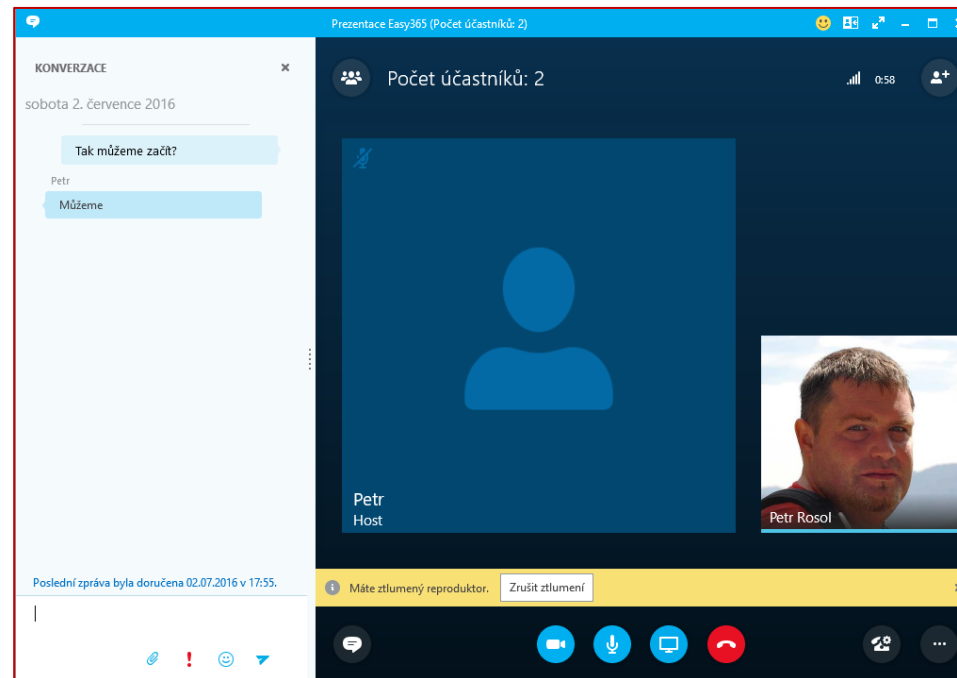 Prezentace Easy365 (Počet účastníků: 2)
KONVERZACE
sobota 2. července 2016
Tak můžeme začít?
Petr
Můžeme
Poslední zpráva byla doručena 02.07.2016 v 17:55.
Počet účastníků: 2
0:58
Petr
Host
Petr Rosol
Máte ztlumený reproduktor.
Zrušit ztlumení